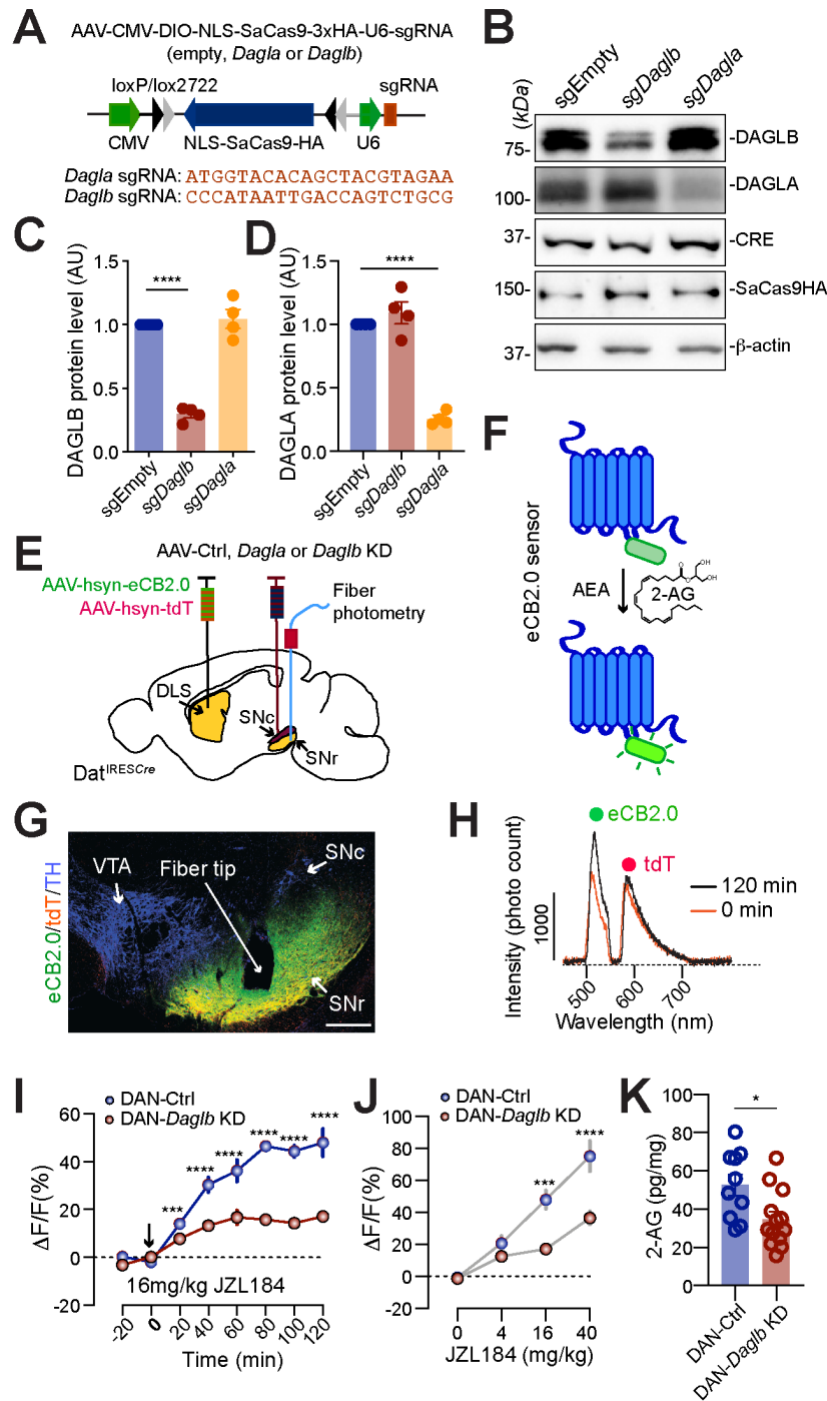 A
AAV-CMV-DIO-NLS-SaCas9-3xHA-U6-sgRNA
(empty, Dagla or Daglb)
loxP/lox2722
sgRNA
CMV
NLS-SaCas9-HA
U6
Dagla sgRNA: ATGGTACACAGCTACGTAGAA
Daglb sgRNA: CCCATAATTGACCAGTCTGCG
B
(kDa)
sgEmpty
sgDaglb
sgDagla
75-
-DAGLB
100-
-DAGLA
37-
-CRE
150-
-SaCas9HA
37-
-β-actin
C
DAGLB protein level (AU)
1.5
1.0
0.5
0.0
****
sgEmpty
sgDaglb
sgDagla
D
DAGLA protein level (AU)
1.5
1.0
0.5
0.0
****
sgEmpty
sgDaglb
sgDagla
E
AAV-Ctrl, Dagla or Daglb KD
AAV-hsyn-eCB2.0
AAV-hsyn-tdT
Fiber
photometry
DLS
SNc
SNr
DatIRESCre
F
eCB2.0 sensor
AEA
2-AG
O
O
OH
OH
G
eCB2.0/tdT/TH
VTA
Fiber tip
SNc
SNr
H
eCB2.0
tdT
120 min
0 min
Intensity (photo count)
1000
500
600
700
Wavelength (nm)
I
DAN-Ctrl
DAN-Daglb KD
ΔF/F(%)
60
40
20
0
-20
***
****
****
****
****
****
16mg/kg JZL184
-20
0
20
40
60
80
100
120
Time (min)
J
DAN-Ctrl
DAN-Daglb KD
ΔF/F(%)
100
80
60
40
20
0
-20
***
****
0
4
16
40
JZL184 (mg/kg)
K
2-AG (pg/mg)
100
80
60
40
20
0
*
DAN-Ctrl
DAN-Daglb KD